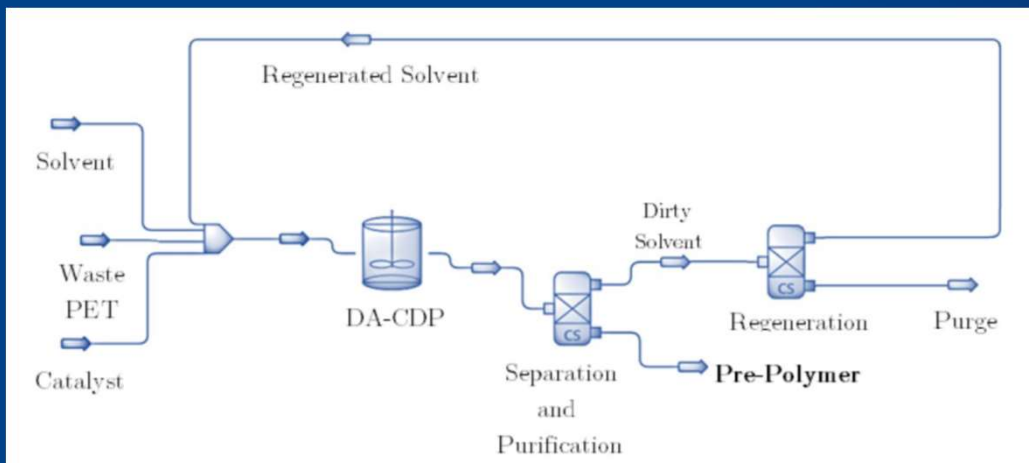 Regenerated Solvent
Solvent
Waste
PET
Catalyst
DA-CDP
CS
Separation
and
Purification
Dirty
Solvent
CS
Regeneration
Purge
Pre-Polymer